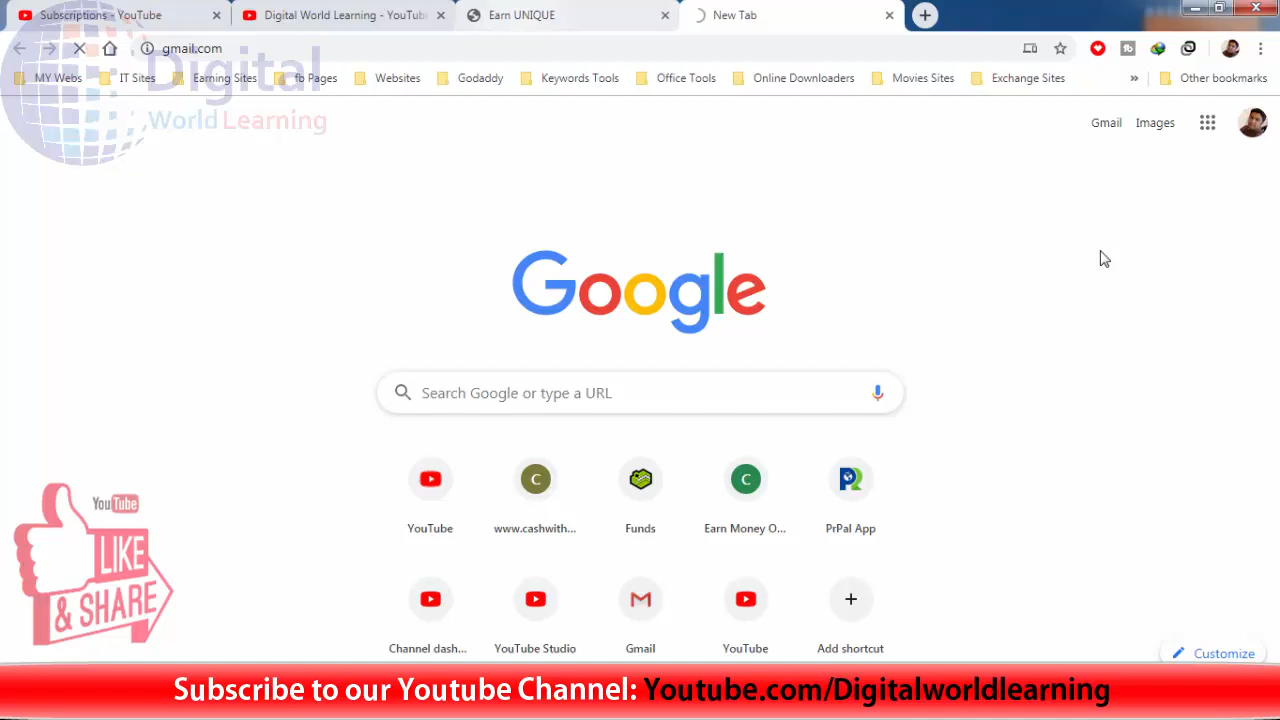 Subscriptions - YouTube
Digital World Learning - YouTub
Earn UNIQUE
New Tab
gmail.com
MY Webs
IT Sites
Earning Sites
fb Pages
Websites
Godaddy
Keywords Tools
Office Tools
Online Downloaders
Movies Sites
Exchange Sites
»
Other bookmarks
Digital
World Learning
Gmail
Images
Google
Search Google or type a URL
YouTube
C
www.cashwith...
Funds
C
Earn Money O...
PrPal App
Channel dash...
YouTube Studio
Gmail
YouTube
Add shortcut
Customize
YouTube
LIKE
& SHARE
Subscribe to our Youtube Channel: Youtube.com/Digitalworldlearning